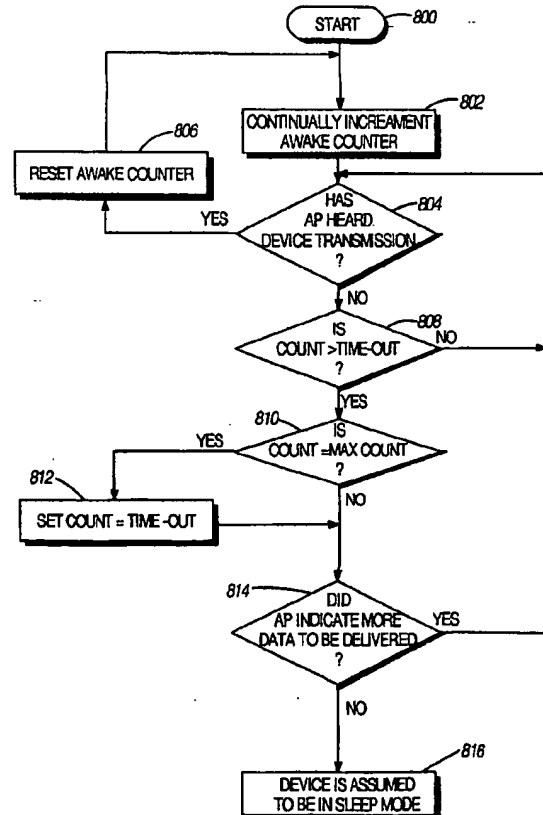 START
800
CONTINUALLY INCREAMENT
AWAKE COUNTER
802
806
RESET AWAKE COUNTER
HAS
AP HEARD.
DEVICE TRANSMISSION
?
804
YES
NO
IS
COUNT >TIME-OUT
?
808
NO
YES
810
IS
COUNT =MAX COUNT
?
YES
812
SET COUNT = TIME -OUT
NO
814
DID
AP INDICATE MORE
DATA TO BE DELIVERED
?
YES
NO
816
DEVICE IS ASSUMED
TO BE IN SLEEP MODE